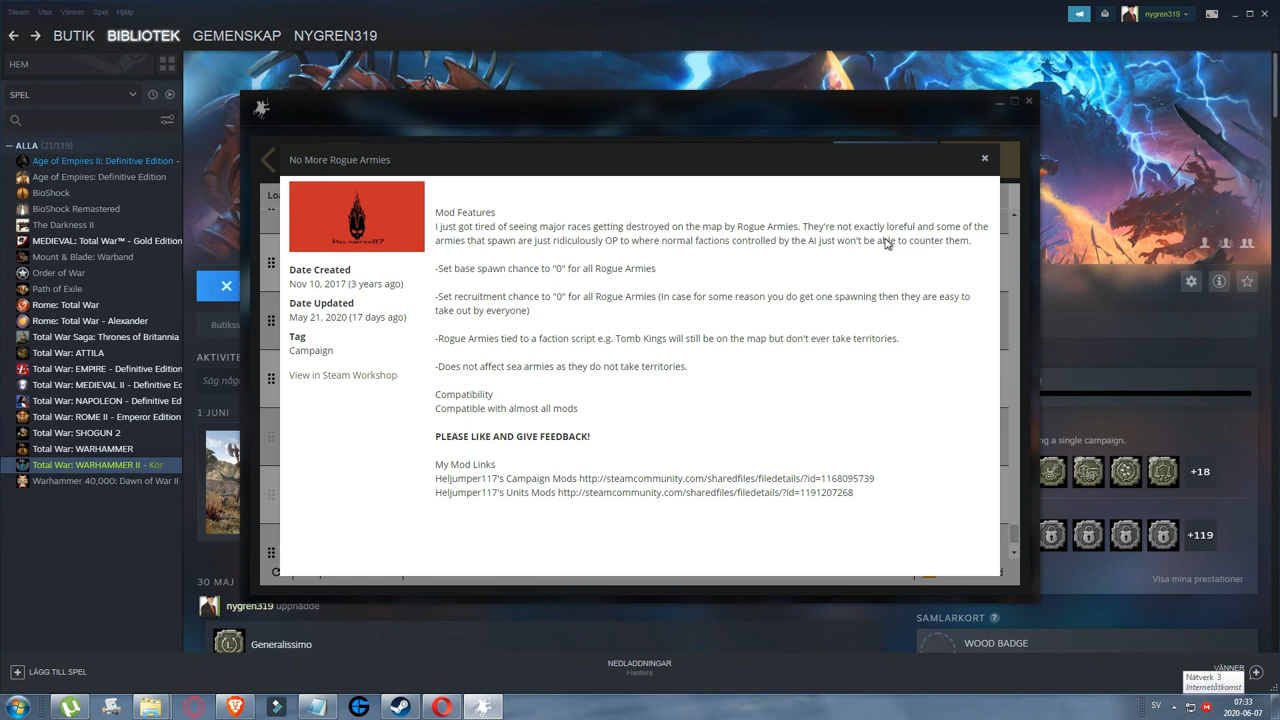 Steam Visa Vänner Spel Hjälp
nygren319
BUTIK BIBLIOTEK GEMENSKAP NYGREN319
HEM
SPEL
ALLA (21/119)
Age of Empires II: Definitive Edition -
Age of Empires: Definitive Edition
BioShock
BioShock Remastered
The Darkness II
MEDIEVAL: Total War™ - Gold Edition
Mount & Blade: Warband
Order of War
Path of Exile
Rome: Total War
Rome: Total War - Alexander
Total War Saga: Thrones of Britannia
Total War: ATTILA
Total War: EMPIRE - Definitive Edition
Total War: MEDIEVAL II - Definitive Ed
Total War: NAPOLEON - Definitive Ed
Total War: ROME II - Emperor Edition
Total War: SHOGUN 2
Total War: WARHAMMER
Total War: WARHAMMER II - Kör
Warhammer 40,000: Dawn of War II
Butikss
AKTIVITE
Säg någ
1 JUNI
30 MAJ
nygren319 uppnådde
Generalissimo
No More Rogue Armies
HELJUMPER117
Date Created
Nov 10, 2017 (3 years ago)
Date Updated
May 21, 2020 (17 days ago)
Tag
Campaign
View in Steam Workshop
Mod Features
I just got tired of seeing major races getting destroyed on the map by Rogue Armies. They're not exactly loreful and some of the
armies that spawn are just ridiculously OP to where normal factions controlled by the AI just won't be able to counter them.
-Set base spawn chance to "0" for all Rogue Armies
-Set recruitment chance to "0" for all Rogue Armies (In case for some reason you do get one spawning then they are easy to
take out by everyone)
-Rogue Armies tied to a faction script e.g. Tomb Kings will still be on the map but don't ever take territories.
-Does not affect sea armies as they do not take territories.
Compatibility
Compatible with almost all mods
PLEASE LIKE AND GIVE FEEDBACK!
My Mod Links
Heljumper117's Campaign Mods http://steamcommunity.com/sharedfiles/filedetails/?id=1168095739
Heljumper117's Units Mods http://steamcommunity.com/sharedfiles/filedetails/?id=1191207268
ng a single campaign.
+18
+119
Visa mina prestationer
SAMLARKORT ?
WOOD BADGE
LÄGG TILL SPEL
NEDLADDNINGAR
Hantera
VÄNNER
Nätverk 3
Internetåtkomst
SV
07:33
2020-06-07